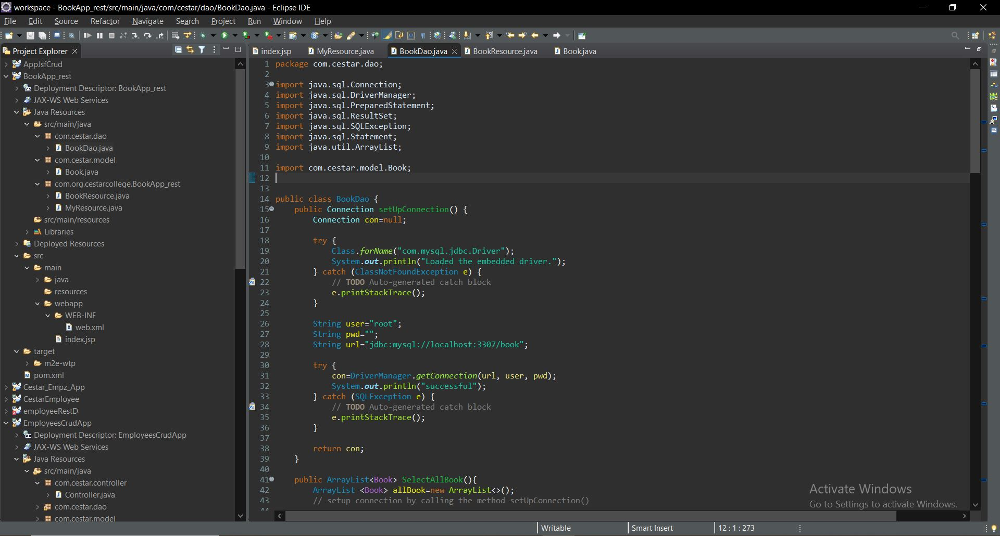 workspace - BookApp_rest/src/main/java/com/cestar/dao/BookDao.java - Eclipse IDE
File Edit Source Refactor Navigate Search Project Run Window Help
Project Explorer
AppJsfCrud
BookApp_rest
Deployment Descriptor: BookApp_rest
JAX-WS Web Services
Java Resources
src/main/java
com.cestar.dao
BookDao.java
com.cestar.model
Book.java
com.org.cestarcollege.BookApp_rest
BookResource.java
MyResource.java
src/main/resources
Libraries
Deployed Resources
src
main
java
resources
webapp
WEB-INF
web.xml
index.jsp
target
m2e-wtp
pom.xml
Cestar_Empz_App
CestarEmployee
employeeRestD
EmployeesCrudApp
Deployment Descriptor: EmployeesCrudApp
JAX-WS Web Services
Java Resources
src/main/java
com.cestar.controller
Controller.java
com.cestar.dao
com.cestar.model
index.jsp MyResource.java BookDao.java BookResource.java Book.java
1 package com.cestar.dao;
2
3 import java.sql.Connection;
4 import java.sql.DriverManager;
5 import java.sql.PreparedStatement;
6 import java.sql.ResultSet;
7 import java.sql.SQLException;
8 import java.sql.Statement;
9 import java.util.ArrayList;
10
11 import com.cestar.model.Book;
12
13
14 public class BookDao {
15 public Connection setUpConnection() {
16 Connection con=null;
17
18 try {
19 Class.forName("com.mysql.jdbc.Driver");
20 System.out.println("Loaded the embedded driver.");
21 } catch (ClassNotFoundException e) {
22 // TODO Auto-generated catch block
23 e.printStackTrace();
24 }
25
26 String user="root";
27 String pwd="";
28 String url="jdbc:mysql://localhost:3307/book";
29
30 try {
31 con=DriverManager.getConnection(url, user, pwd);
32 System.out.println("successful");
33 } catch (SQLException e) {
34 // TODO Auto-generated catch block
35 e.printStackTrace();
36 }
37
38 return con;
39 }
40
41 public ArrayList<Book> SelectAllBook(){
42 ArrayList <Book> allBook=new ArrayList<>();
43 // setup connection by calling the method setUpConnection()
44
Activate Windows
Go to Settings to activate Windows.
Writable Smart Insert 12 : 1 : 273